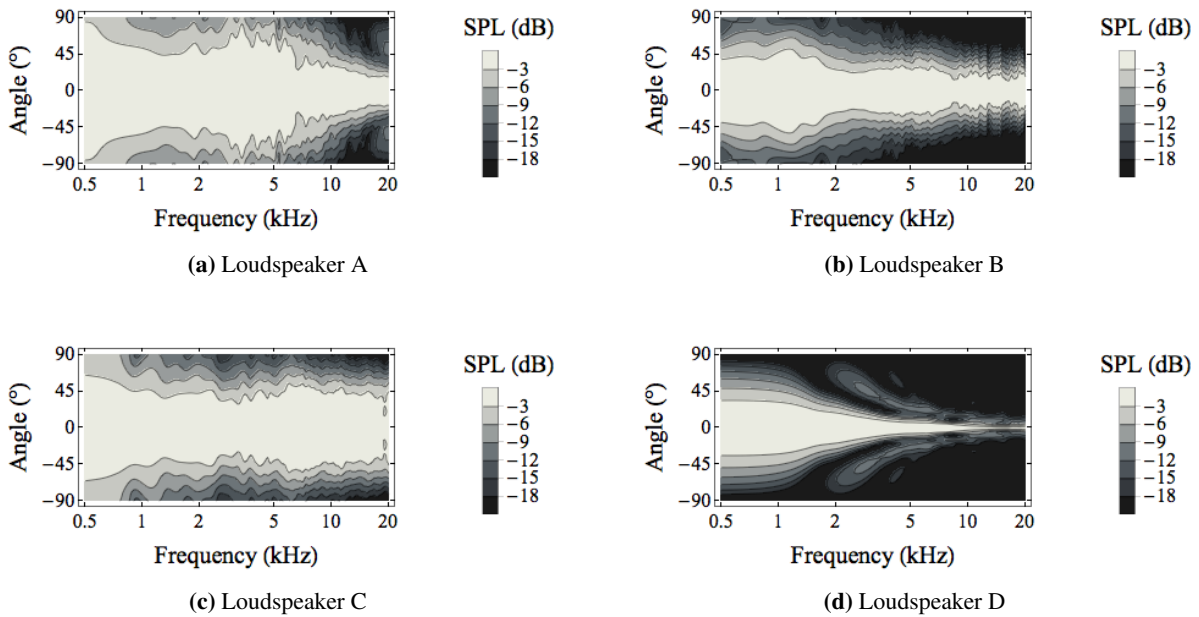 90
45
0
−45
−90
Angle (º)
0.5 1 2 5 10 20
Frequency (kHz)
SPL (dB)
−3
−6
−9
−12
−15
−18
(a) Loudspeaker A
90
45
0
−45
−90
Angle (º)
0.5 1 2 5 10 20
Frequency (kHz)
SPL (dB)
−3
−6
−9
−12
−15
−18
(b) Loudspeaker B
90
45
0
−45
−90
Angle (º)
0.5 1 2 5 10 20
Frequency (kHz)
SPL (dB)
−3
−6
−9
−12
−15
−18
(c) Loudspeaker C
90
45
0
−45
−90
Angle (º)
0.5 1 2 5 10 20
Frequency (kHz)
SPL (dB)
−3
−6
−9
−12
−15
−18
(d) Loudspeaker D